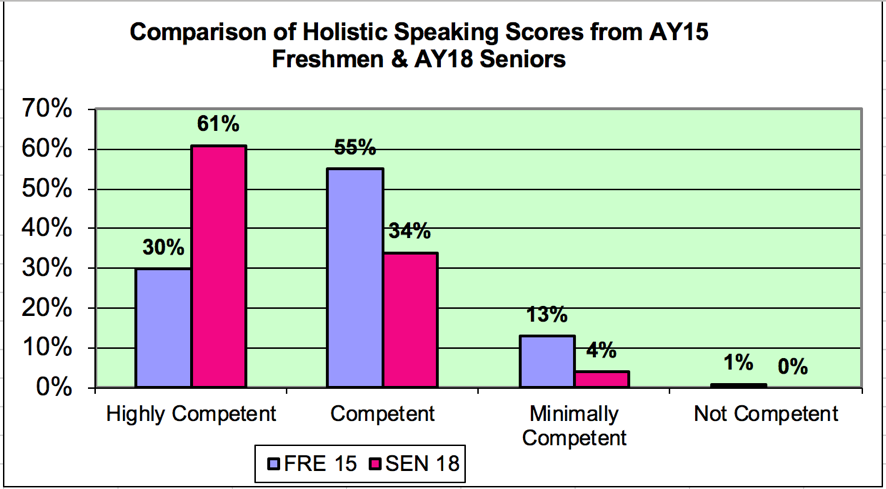 Comparison of Holistic Speaking Scores from AY15
Freshmen & AY18 Seniors
70%
60%
50%
40%
30%
20%
10%
0%
30%
61%
55%
34%
13%
4%
1%
0%
Highly Competent
Competent
Minimally
Competent
Not Competent
FRE 15
SEN 18